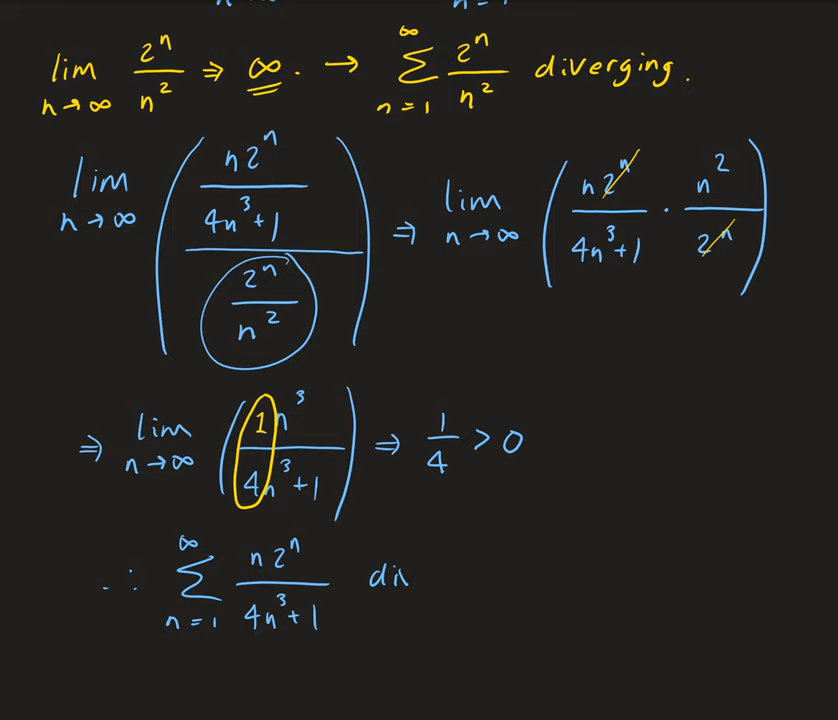 lim n→∞ 2^n/n^2 ⇒ ∞. → ∑ n=1 ∞ 2^n/n^2 diverging.
lim n→∞ ( (n2^n/(4n^3+1)) / (2^n/n^2) ) ⇒ lim n→∞ ( n2^n/(4n^3+1) · n^2/2^n )
⇒ lim n→∞ ( 1n^3/(4n^3+1) ) ⇒ 1/4 > 0
∴ ∑ n=1 ∞ n2^n/(4n^3+1) div